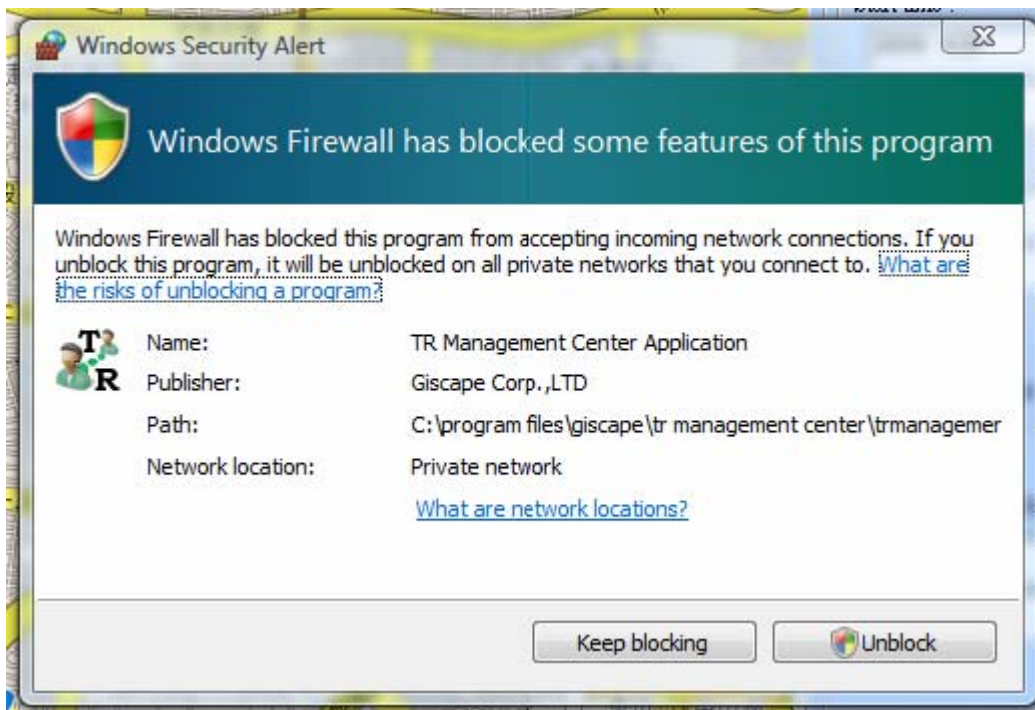 Windows Security Alert
Windows Firewall has blocked some features of this program
Windows Firewall has blocked this program from accepting incoming network connections. If you
unblock this program, it will be unblocked on all private networks that you connect to. What are
the risks of unblocking a program?
TR
Name: TR Management Center Application
Publisher: Giscape Corp.,LTD
Path: C:\program files\giscape\tr management center\trmanagemer
Network location: Private network
What are network locations?
Keep blocking
Unblock